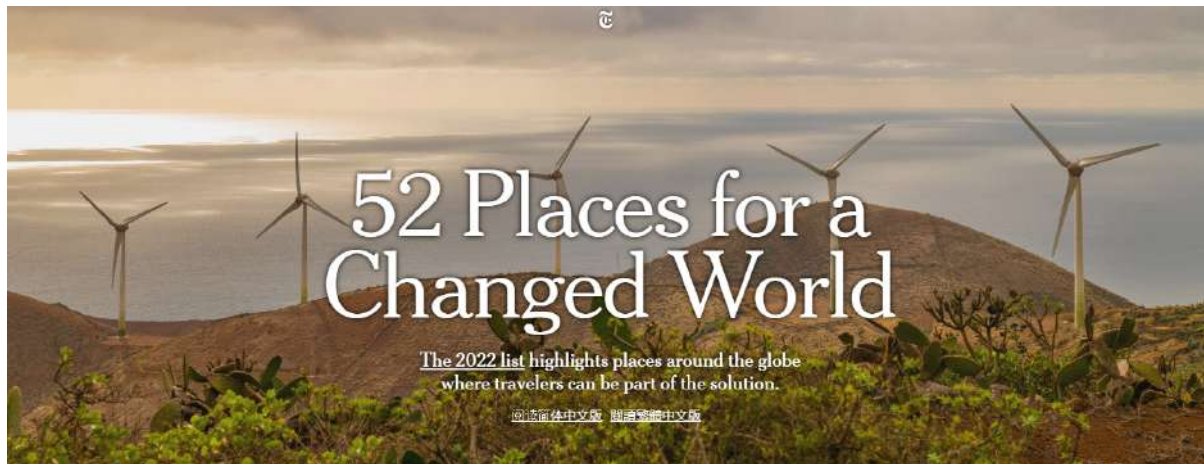 T
52 Places for a
Changed World
The 2022 list highlights places around the globe
where travelers can be part of the solution.
阅读简体中文版 閱讀繁體中文版